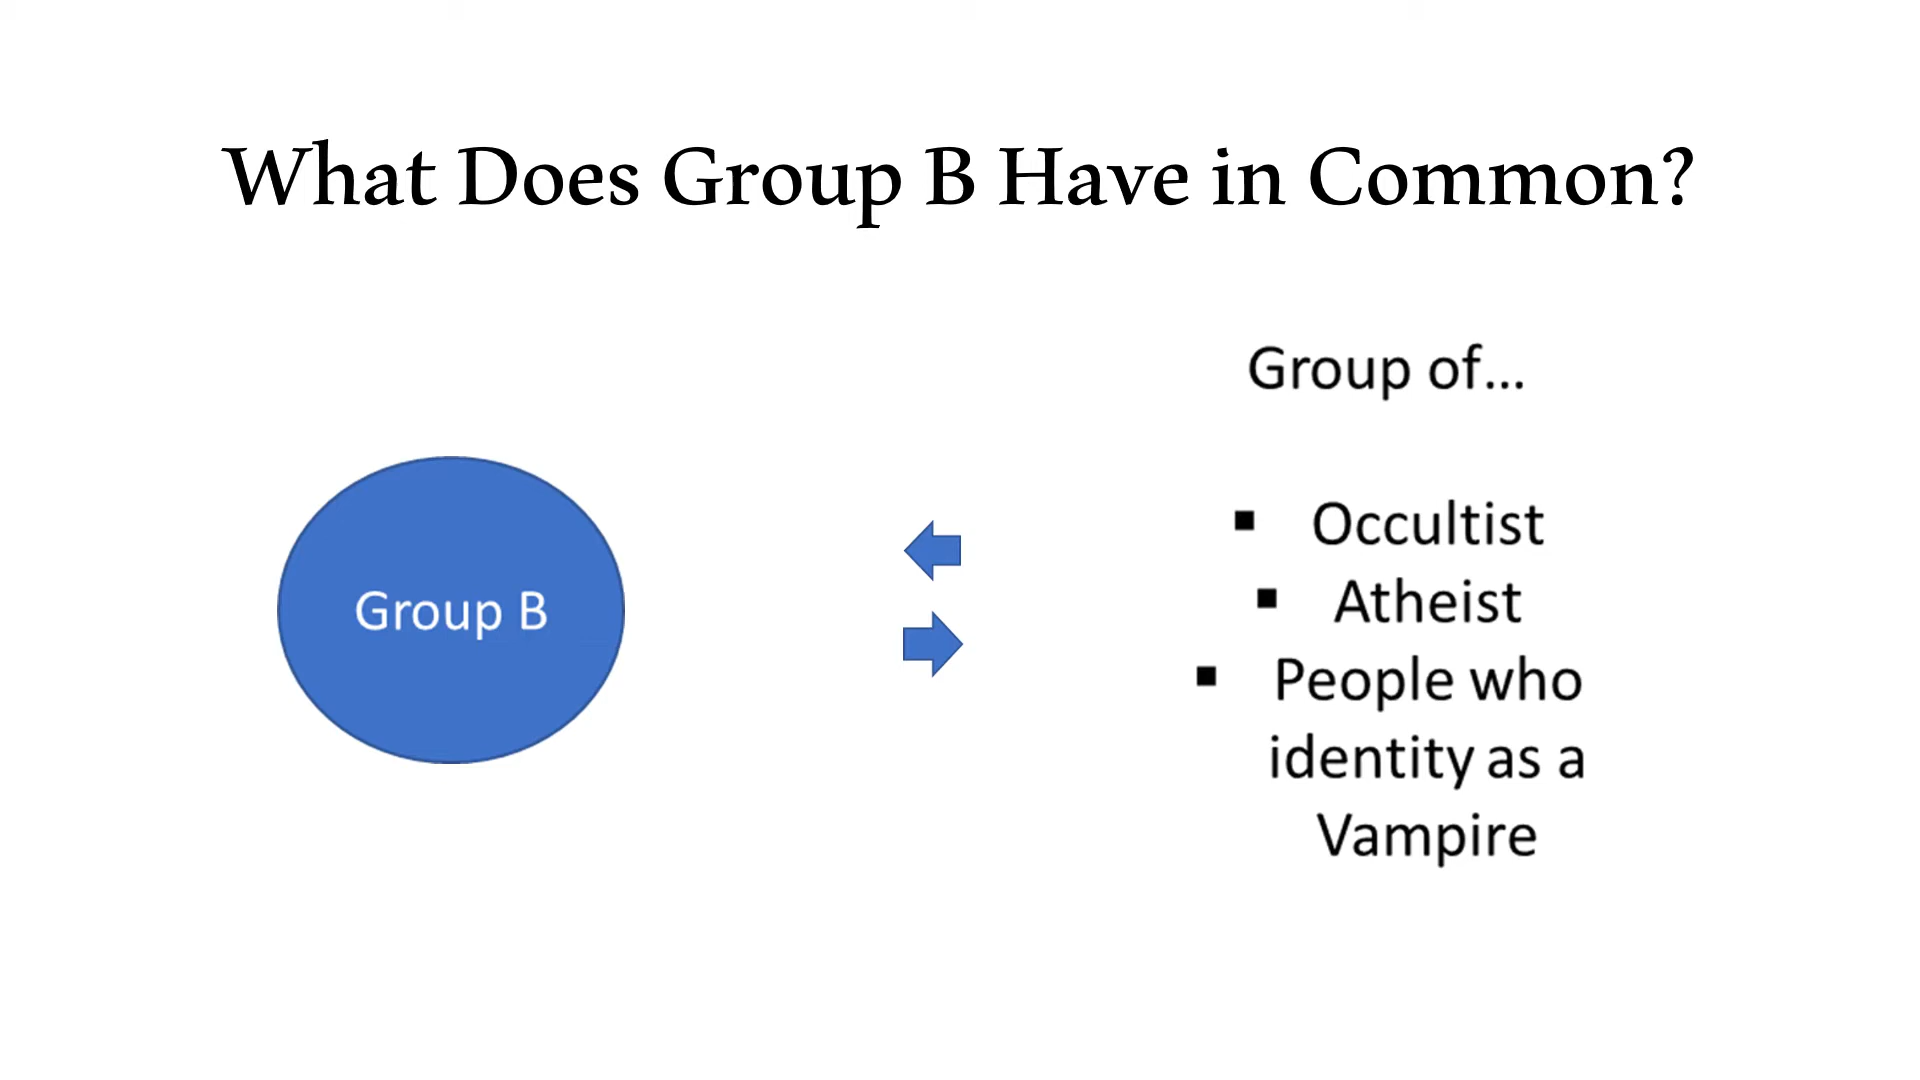 What Does Group B Have in Common?
Group B
Group of...
▪ Occultist
▪ Atheist
▪ People who
identity as a
Vampire